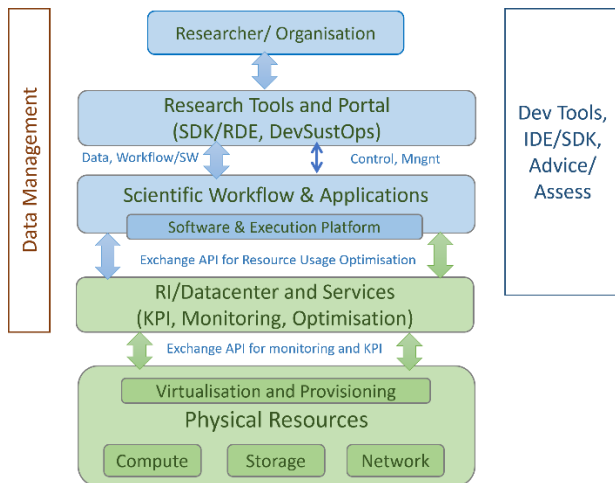 Data Management
Researcher/ Organisation
Research Tools and Portal
(SDK/RDE, DevSustOps)
Data, Workflow/SW
Control, Mngnt
Scientific Workflow & Applications
Software & Execution Platform
Exchange API for Resource Usage Optimisation
RI/Datacenter and Services
(KPI, Monitoring, Optimisation)
Exchange API for monitoring and KPI
Virtualisation and Provisioning
Physical Resources
Compute
Storage
Network
Dev Tools,
IDE/SDK,
Advice/
Assess